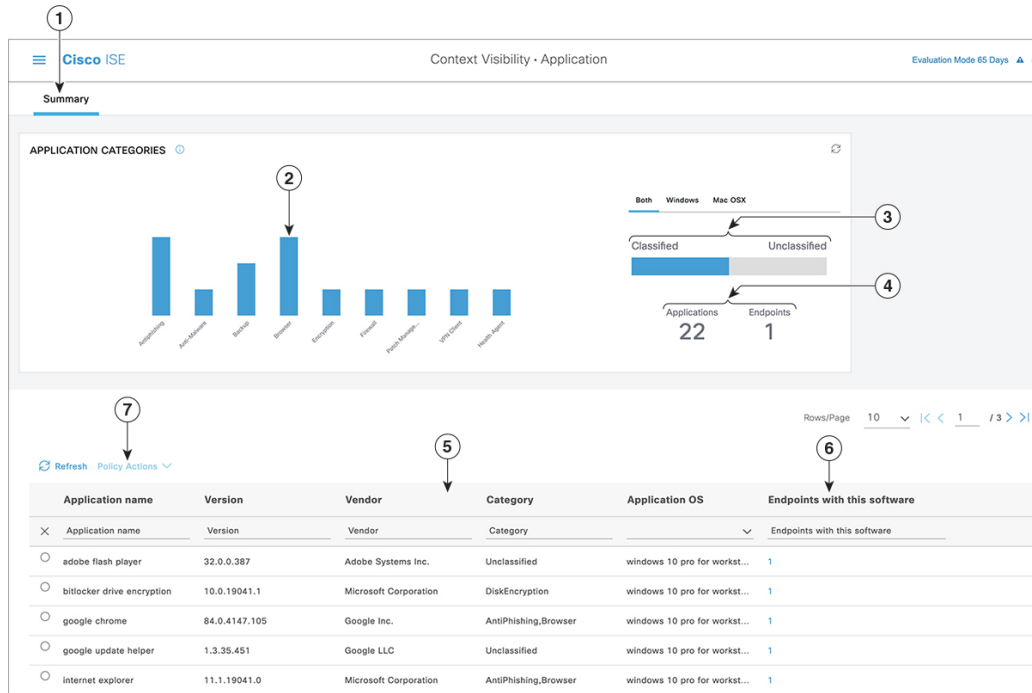 1
Cisco ISE
Context Visibility · Application
Evaluation Mode 65 Days
Summary
APPLICATION CATEGORIES
2
Both Windows Mac OSX
3
Classified Unclassified
4
Applications Endpoints
22 1
Antiphishing Anti-Malware Backup Browser Encryption Firewall Patch Manage... VPN Client Health Agent
7
Rows/Page 10 1 / 3
5
6
Refresh Policy Actions
Application name Version Vendor Category Application OS Endpoints with this software
Application name Version Vendor Category Endpoints with this software
adobe flash player 32.0.0.387 Adobe Systems Inc. Unclassified windows 10 pro for workst... 1
bitlocker drive encryption 10.0.19041.1 Microsoft Corporation DiskEncryption windows 10 pro for workst... 1
google chrome 84.0.4147.105 Google Inc. AntiPhishing,Browser windows 10 pro for workst... 1
google update helper 1.3.35.451 Google LLC Unclassified windows 10 pro for workst... 1
internet explorer 11.1.19041.0 Microsoft Corporation AntiPhishing,Browser windows 10 pro for workst... 1